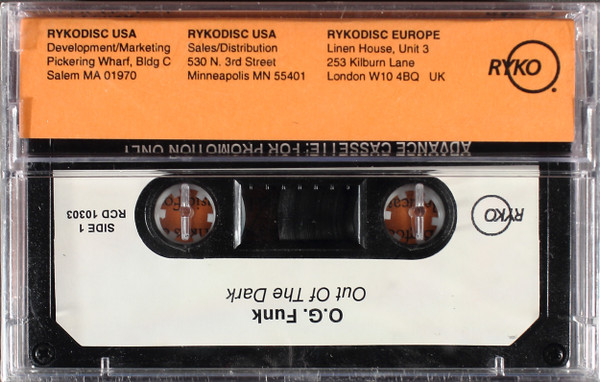 RYKODISC USA
Development/Marketing
Pickering Wharf, Bldg C
Salem MA 01970
RYKODISC USA
Sales/Distribution
530 N. 3rd Street
Minneapolis MN 55401
RYKODISC EUROPE
Linen House, Unit 3
253 Kilburn Lane
London W10 4BQ UK
RYKO
ADVANCE CASSETTE: FOR PROMOTION ONLY
O.G. Funk
Out Of The Dark
RYKO
SIDE 1
RCD 10303